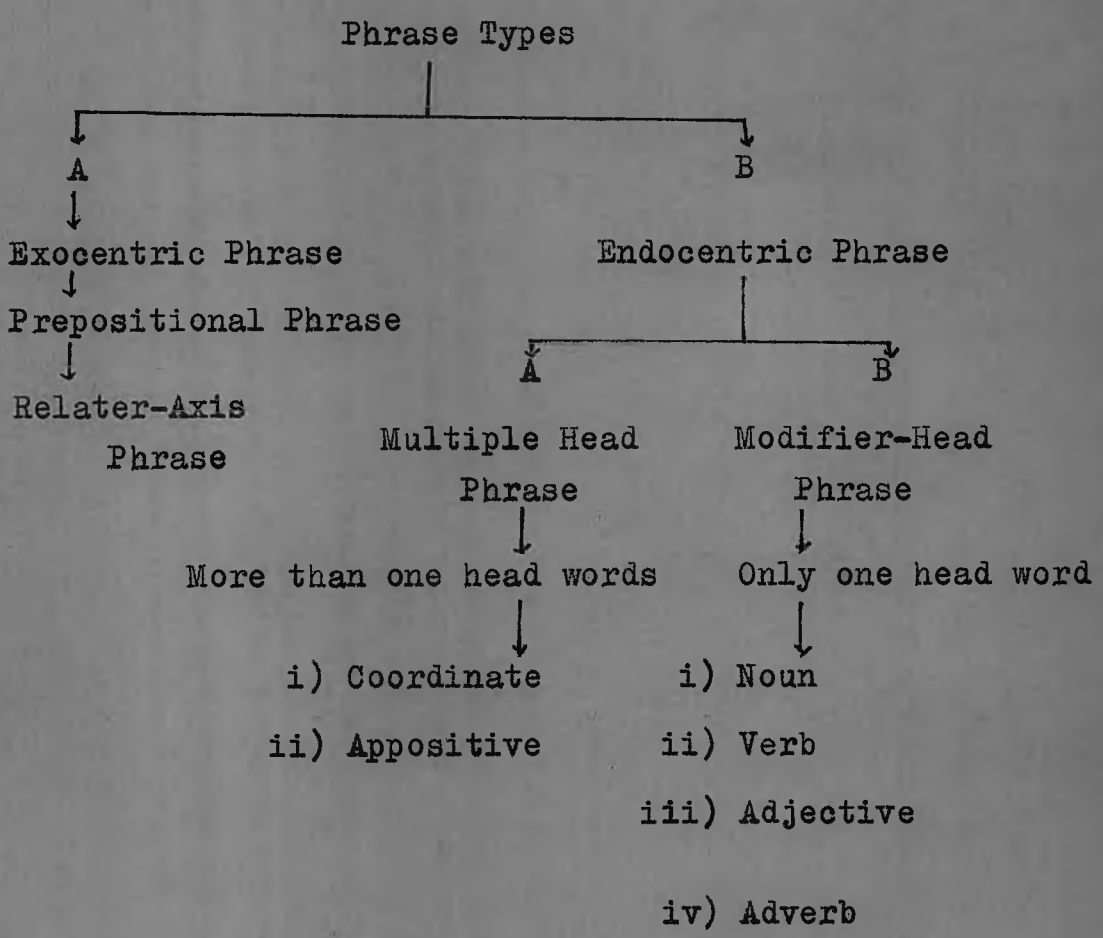 Phrase Types
A B
Exocentric Phrase Endocentric Phrase
Prepositional Phrase
A B
Relater-Axis
Phrase
Multiple Head Modifier-Head
Phrase Phrase
More than one head words Only one head word
i) Coordinate i) Noun
ii) Appositive ii) Verb
iii) Adjective
iv) Adverb